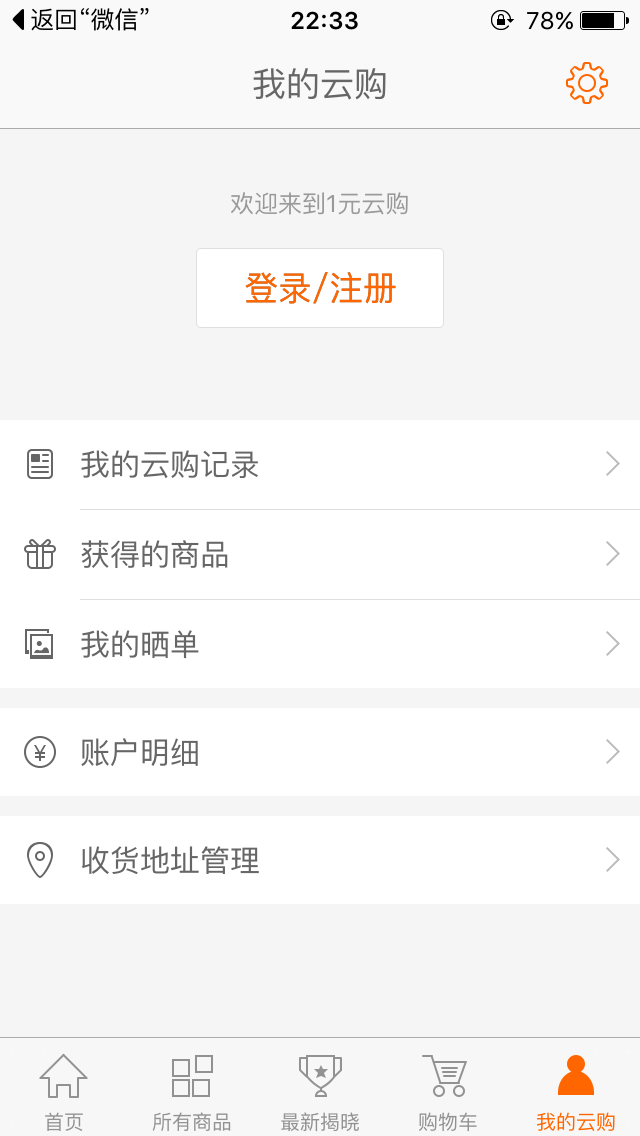 返回“微信” 22:33 78%
我的云购
欢迎来到1元云购
登录/注册
我的云购记录
获得的商品
我的晒单
¥ 账户明细
收货地址管理
首页 所有商品 最新揭晓 购物车 我的云购